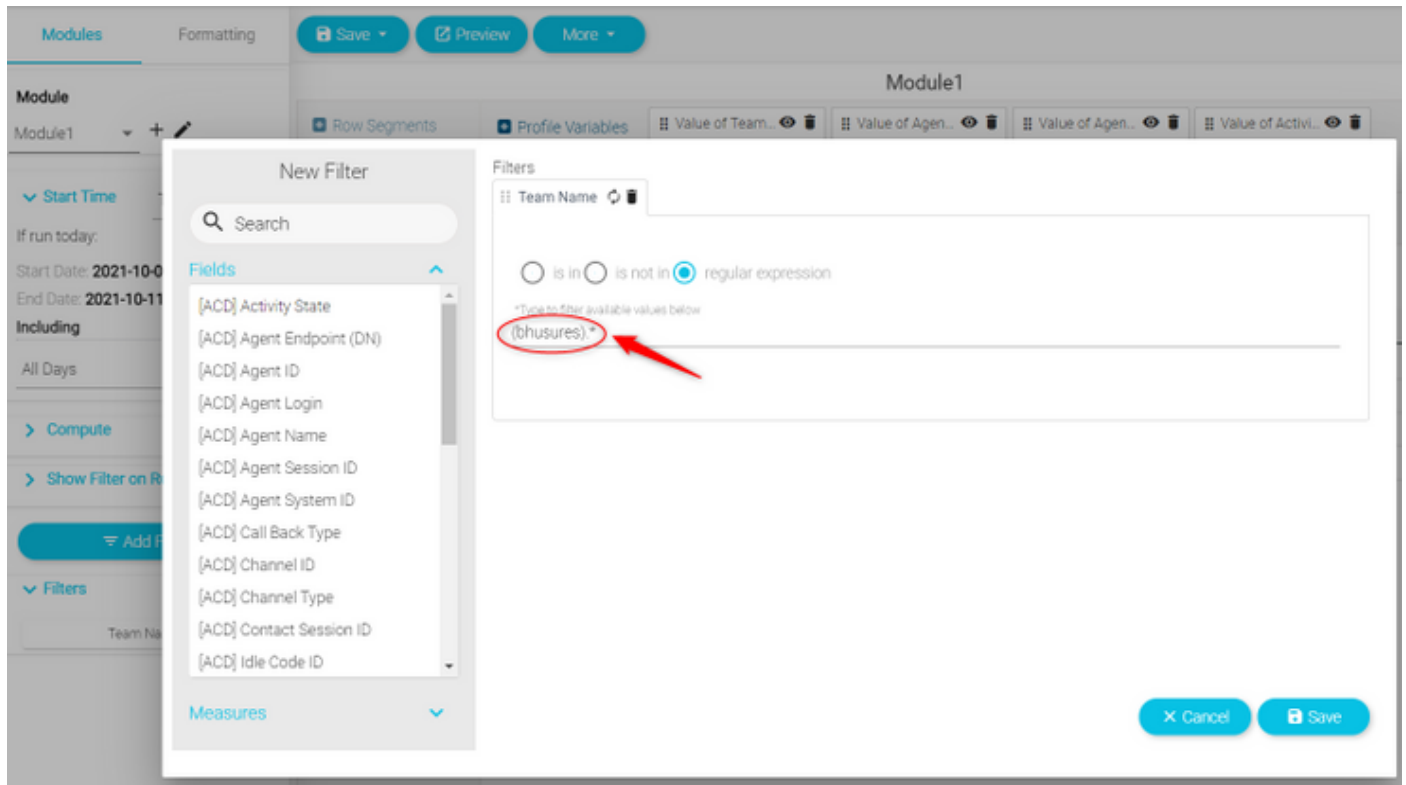 Modules Formatting Save Preview More
Module1
Module
Module1
Row Segments Profile Variables Value of Team... Value of Agen... Value of Agen... Value of Activi...
Start Time
If run today:
Start Date: 2021-10-0
End Date: 2021-10-11
Including
All Days
Compute
Show Filter on R
Add F
Filters
Team Na
New Filter
Search
Fields
[ACD] Activity State
[ACD] Agent Endpoint (DN)
[ACD] Agent ID
[ACD] Agent Login
[ACD] Agent Name
[ACD] Agent Session ID
[ACD] Agent System ID
[ACD] Call Back Type
[ACD] Channel ID
[ACD] Channel Type
[ACD] Contact Session ID
[ACD] Idle Code ID
Measures
Filters
Team Name
is in is not in regular expression
*Type to filter available values below
(bhusures).*
Cancel Save